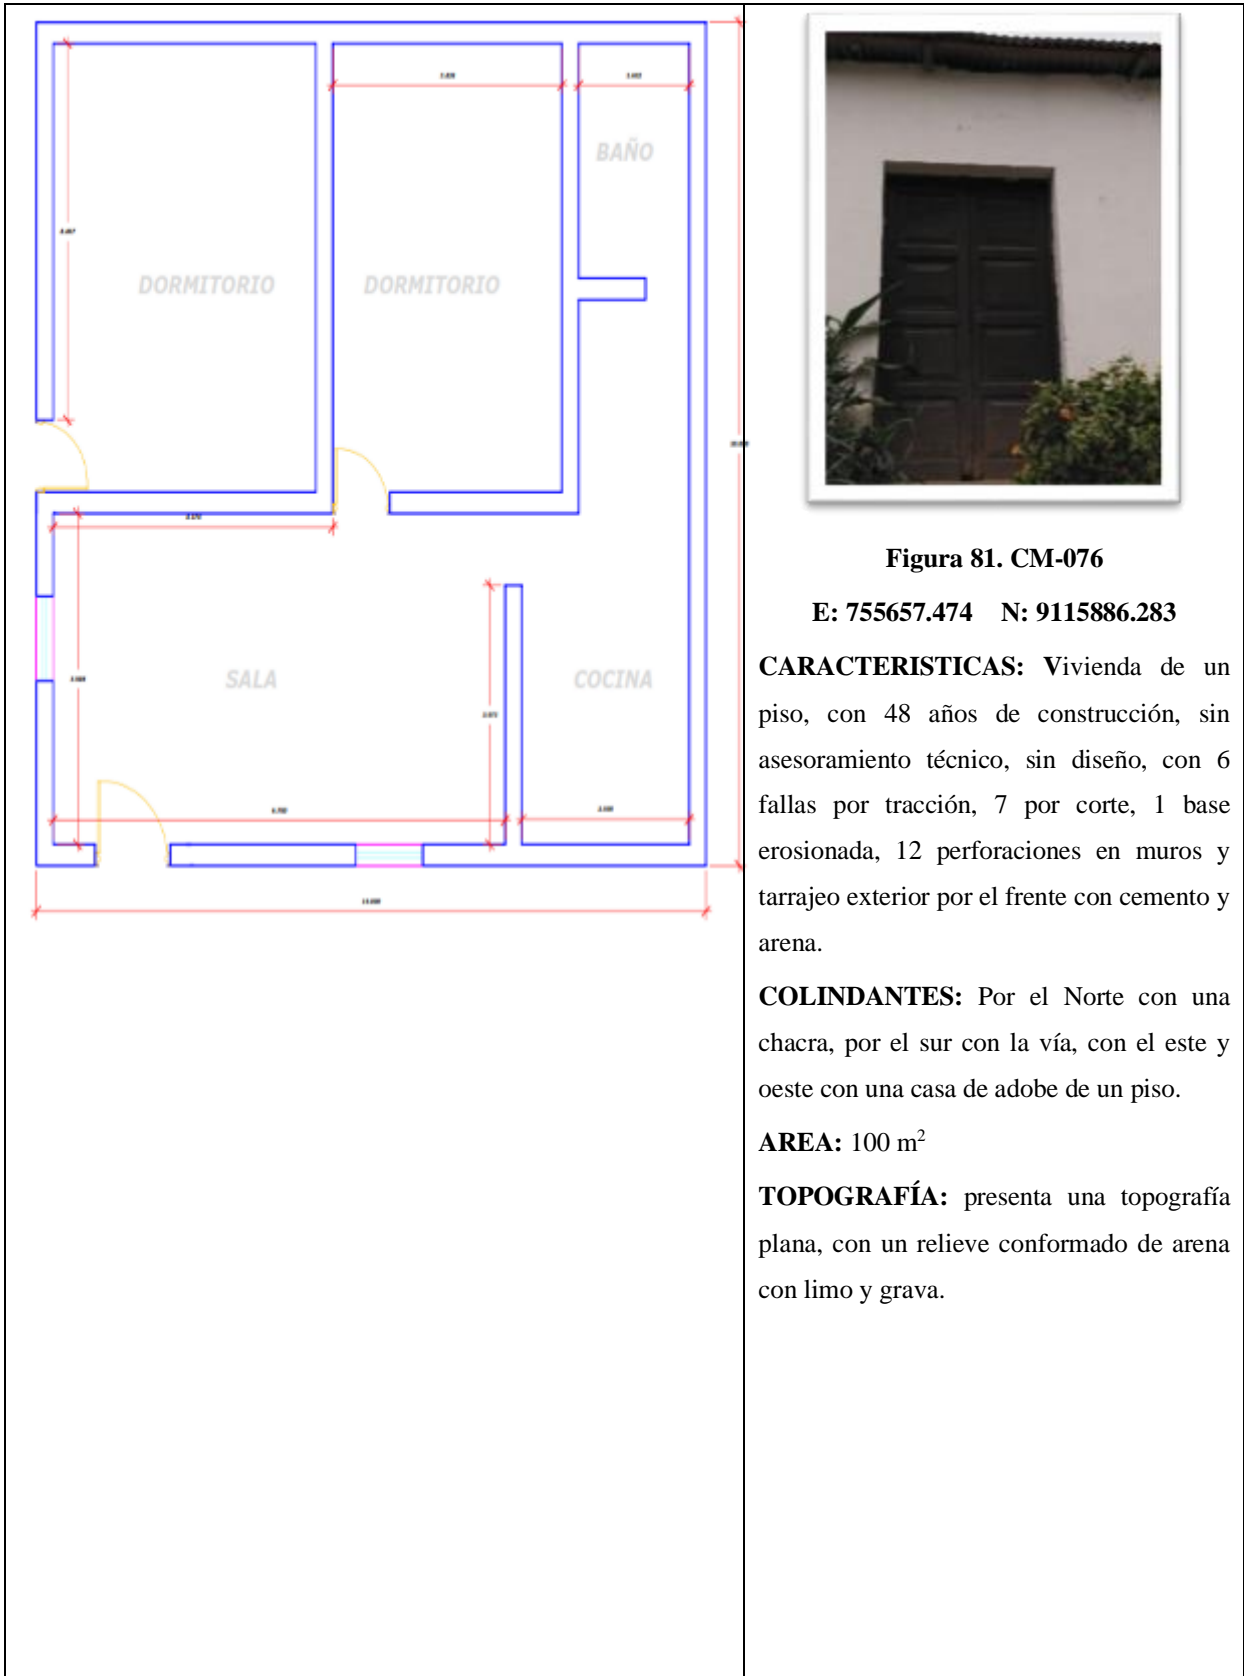 BAÑO
DORMITORIO
DORMITORIO
SALA
COCINA
Figura 81. CM-076
E: 755657.474 N: 9115886.283
CARACTERISTICAS: Vivienda de un
piso, con 48 años de construcción, sin
asesoramiento técnico, sin diseño, con 6
fallas por tracción, 7 por corte, 1 base
erosionada, 12 perforaciones en muros y
tarrajeo exterior por el frente con cemento y
arena.
COLINDANTES: Por el Norte con una
chacra, por el sur con la vía, con el este y
oeste con una casa de adobe de un piso.
AREA: 100 m²
TOPOGRAFÍA: presenta una topografía
plana, con un relieve conformado de arena
con limo y grava.